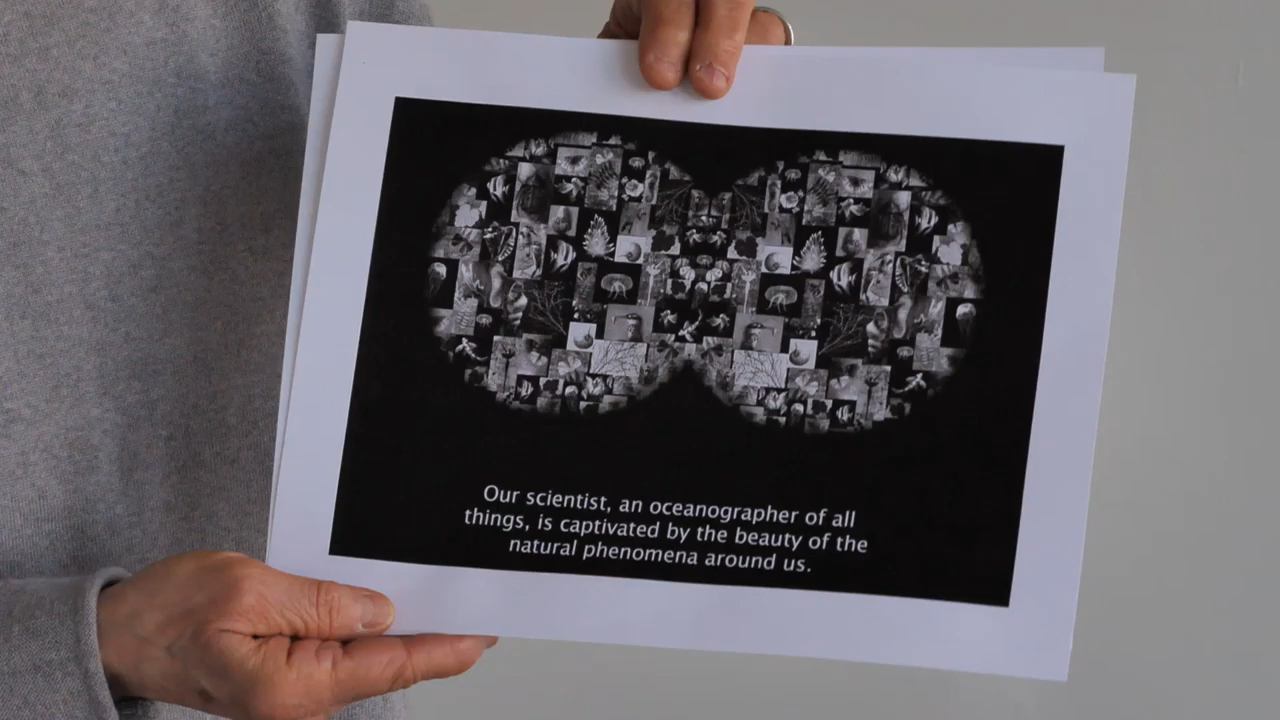 Our scientist, an oceanographer of all
things, is captivated by the beauty of the
natural phenomena around us.